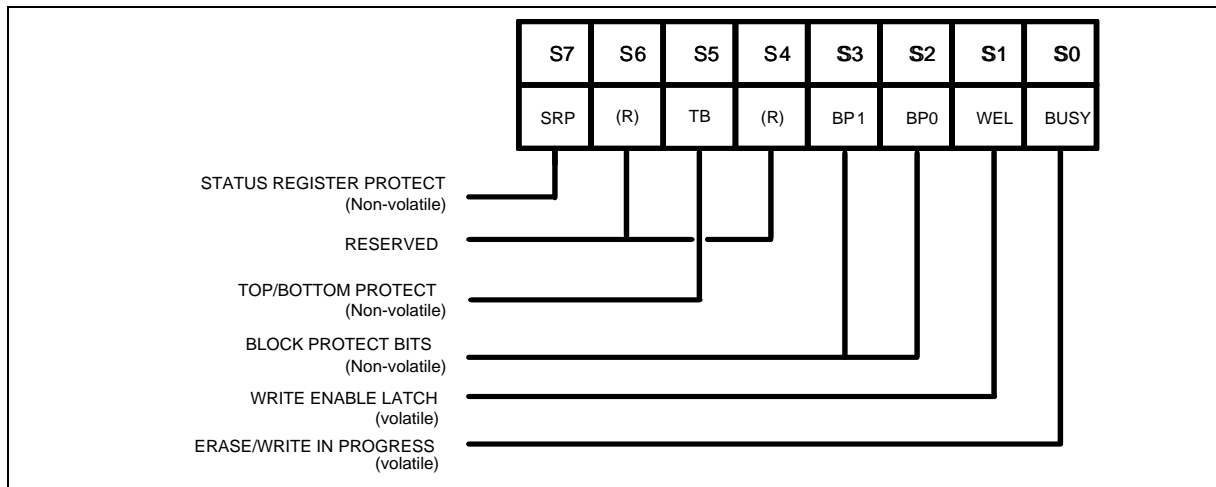 S7 S6 S5 S4 S3 S2 S1 S0
SRP (R) TB (R) BP1 BP0 WEL BUSY
STATUS REGISTER PROTECT
(Non-volatile)
RESERVED
TOP/BOTTOM PROTECT
(Non-volatile)
BLOCK PROTECT BITS
(Non-volatile)
WRITE ENABLE LATCH
(volatile)
ERASE/WRITE IN PROGRESS
(volatile)